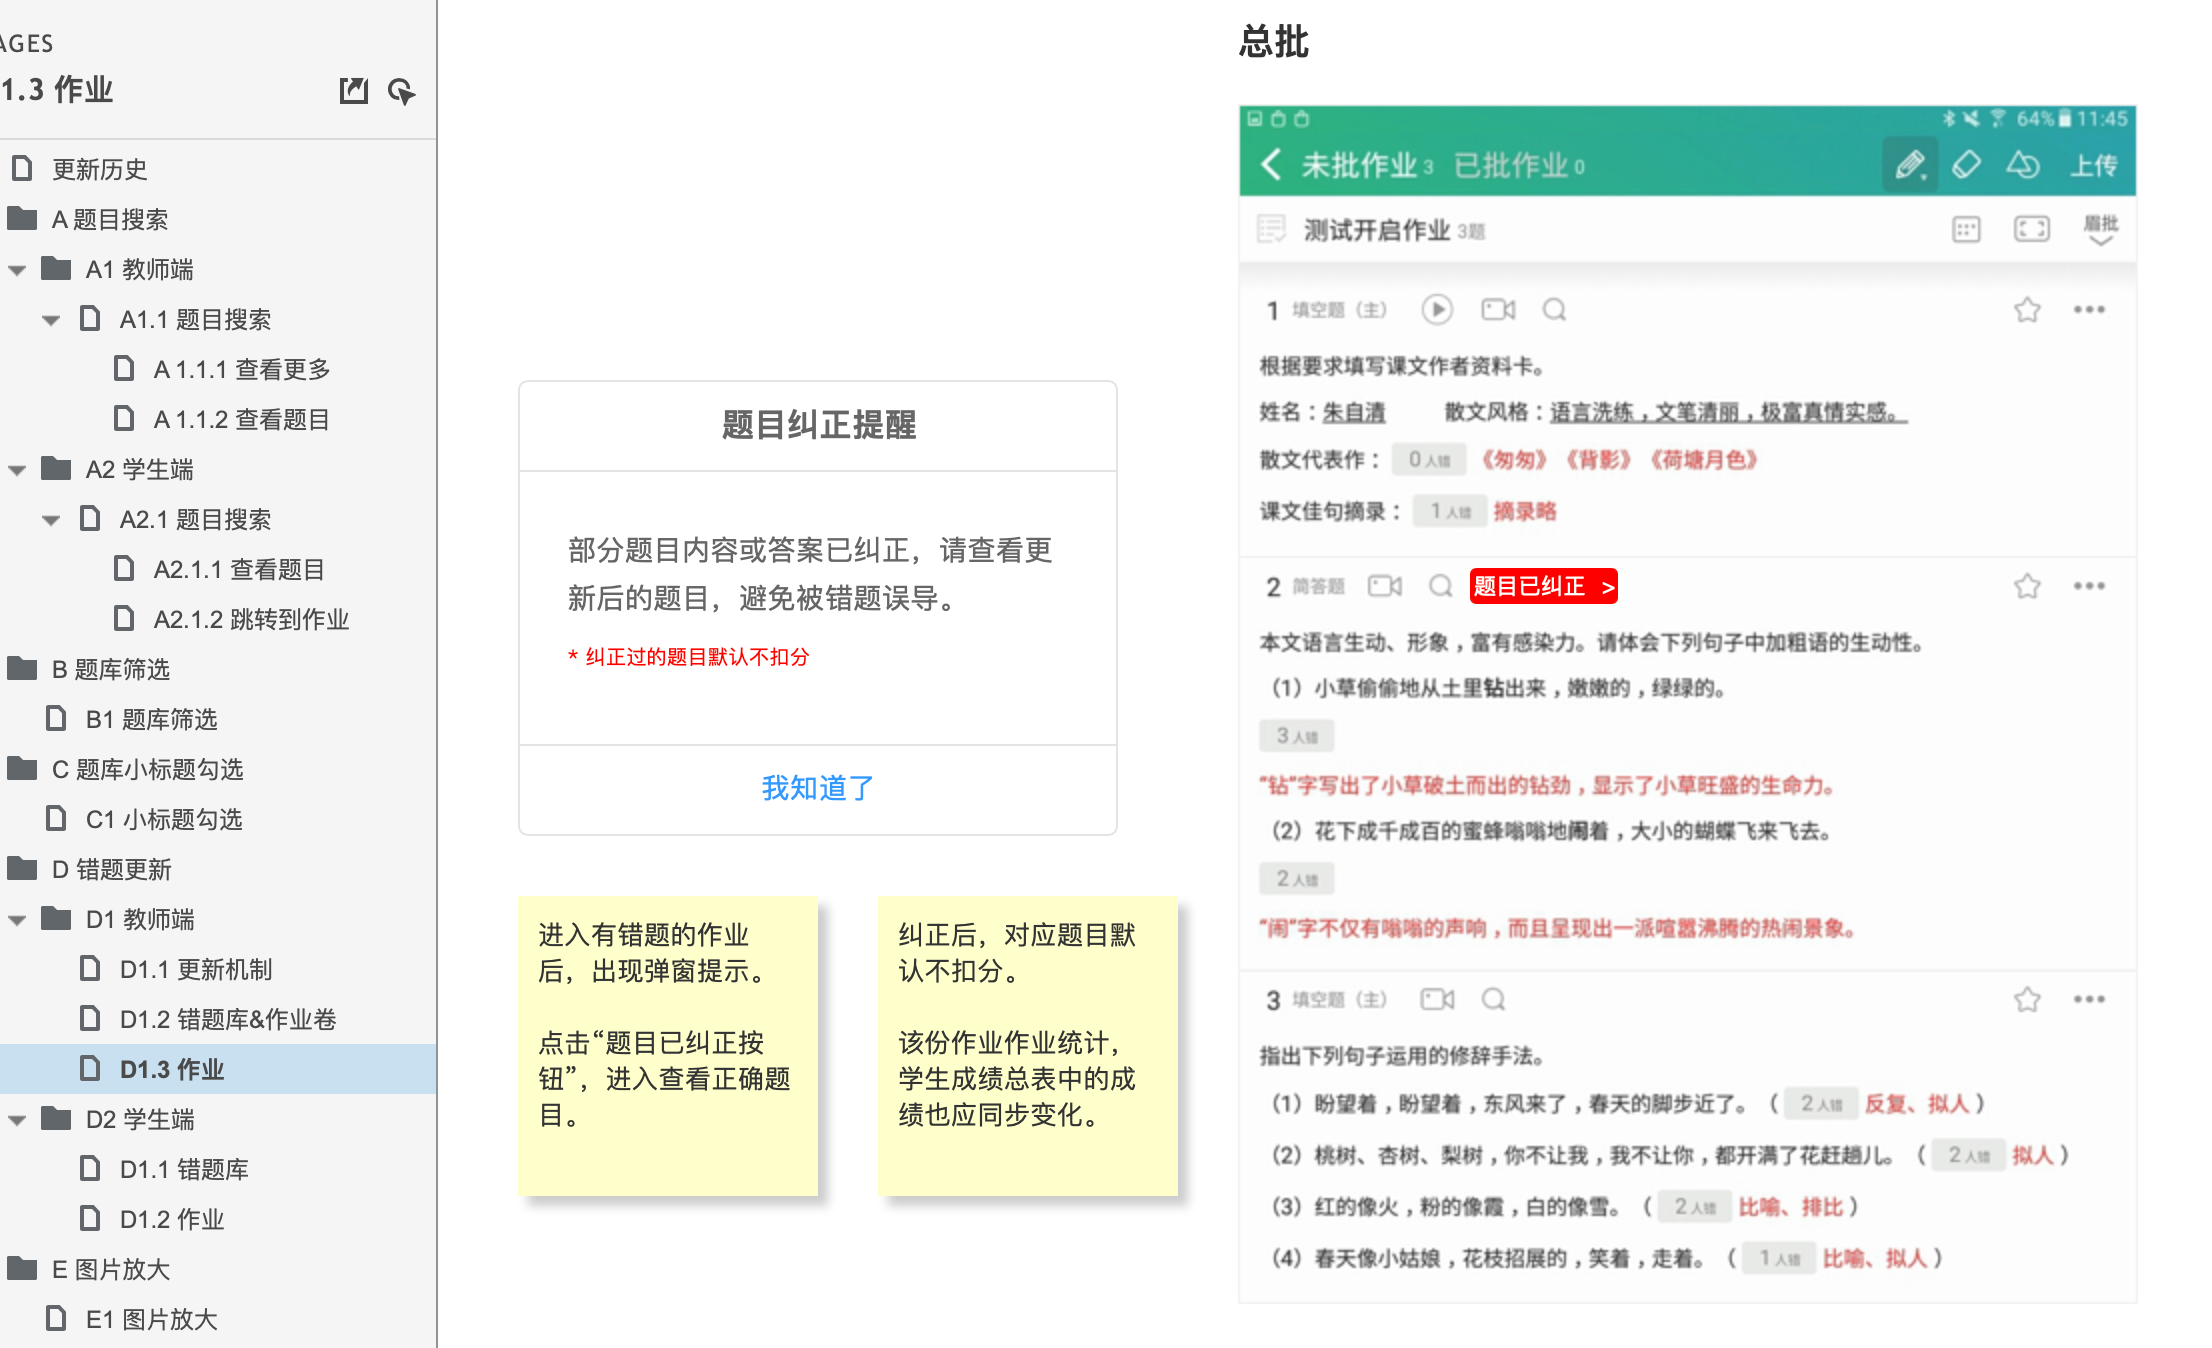 AGES
1.3 作业
更新历史
A 题目搜索
A1 教师端
A1.1 题目搜索
A 1.1.1 查看更多
A 1.1.2 查看题目
A2 学生端
A2.1 题目搜索
A2.1.1 查看题目
A2.1.2 跳转到作业
B 题库筛选
B1 题库筛选
C 题库小标题勾选
C1 小标题勾选
D 错题更新
D1 教师端
D1.1 更新机制
D1.2 错题库&作业卷
D1.3 作业
D2 学生端
D1.1 错题库
D1.2 作业
E 图片放大
E1 图片放大
题目纠正提醒
部分题目内容或答案已纠正，请查看更
新后的题目，避免被错题误导。
* 纠正过的题目默认不扣分
我知道了
进入有错题的作业
后，出现弹窗提示。
点击“题目已纠正按
钮”，进入查看正确题
目。
纠正后，对应题目默
认不扣分。
该份作业作业统计，
学生成绩总表中的成
绩也应同步变化。
总批
64% 11:45
未批作业 3 已批作业 0 上传
测试开启作业 3题 眉批
1 填空题（主）
根据要求填写课文作者资料卡。
姓名：朱自清 散文风格：语言洗练，文笔清丽，极富真情实感。
散文代表作： 0 人错 《匆匆》《背影》《荷塘月色》
课文佳句摘录： 1 人错 摘录略
2 简答题 题目已纠正 >
本文语言生动、形象，富有感染力。请体会下列句子中加粗语的生动性。
（1）小草偷偷地从土里钻出来，嫩嫩的，绿绿的。
3 人错
“钻”字写出了小草破土而出的钻劲，显示了小草旺盛的生命力。
（2）花下成千成百的蜜蜂嗡嗡地闹着，大小的蝴蝶飞来飞去。
2 人错
“闹”字不仅有嗡嗡的声响，而且呈现出一派喧嚣沸腾的热闹景象。
3 填空题（主）
指出下列句子运用的修辞手法。
（1）盼望着，盼望着，东风来了，春天的脚步近了。（ 2 人错 反复、拟人）
（2）桃树、杏树、梨树，你不让我，我不让你，都开满了花赶趟儿。（ 2 人错 拟人）
（3）红的像火，粉的像霞，白的像雪。（ 2 人错 比喻、排比）
（4）春天像小姑娘，花枝招展的，笑着，走着。（ 1 人错 比喻、拟人）